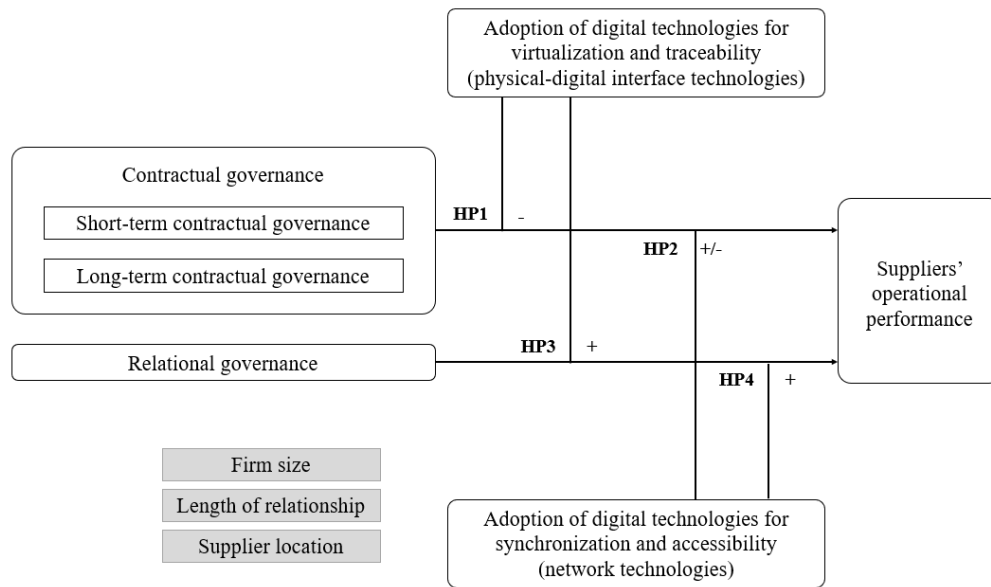 Adoption of digital technologies for
virtualization and traceability
(physical-digital interface technologies)
Contractual governance
Short-term contractual governance
Long-term contractual governance
HP1
-
HP2
+/-
Suppliers'
operational
performance
Relational governance
HP3
+
HP4
+
Firm size
Length of relationship
Supplier location
Adoption of digital technologies for
synchronization and accessibility
(network technologies)